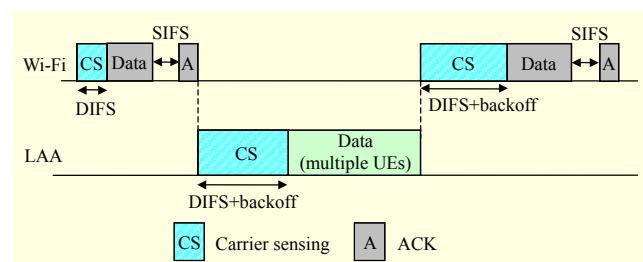 SIFS
SIFS
Wi-Fi
CS
Data
A
CS
Data
A
DIFS
DIFS+backoff
LAA
CS
Data
(multiple UEs)
DIFS+backoff
CS Carrier sensing
A ACK